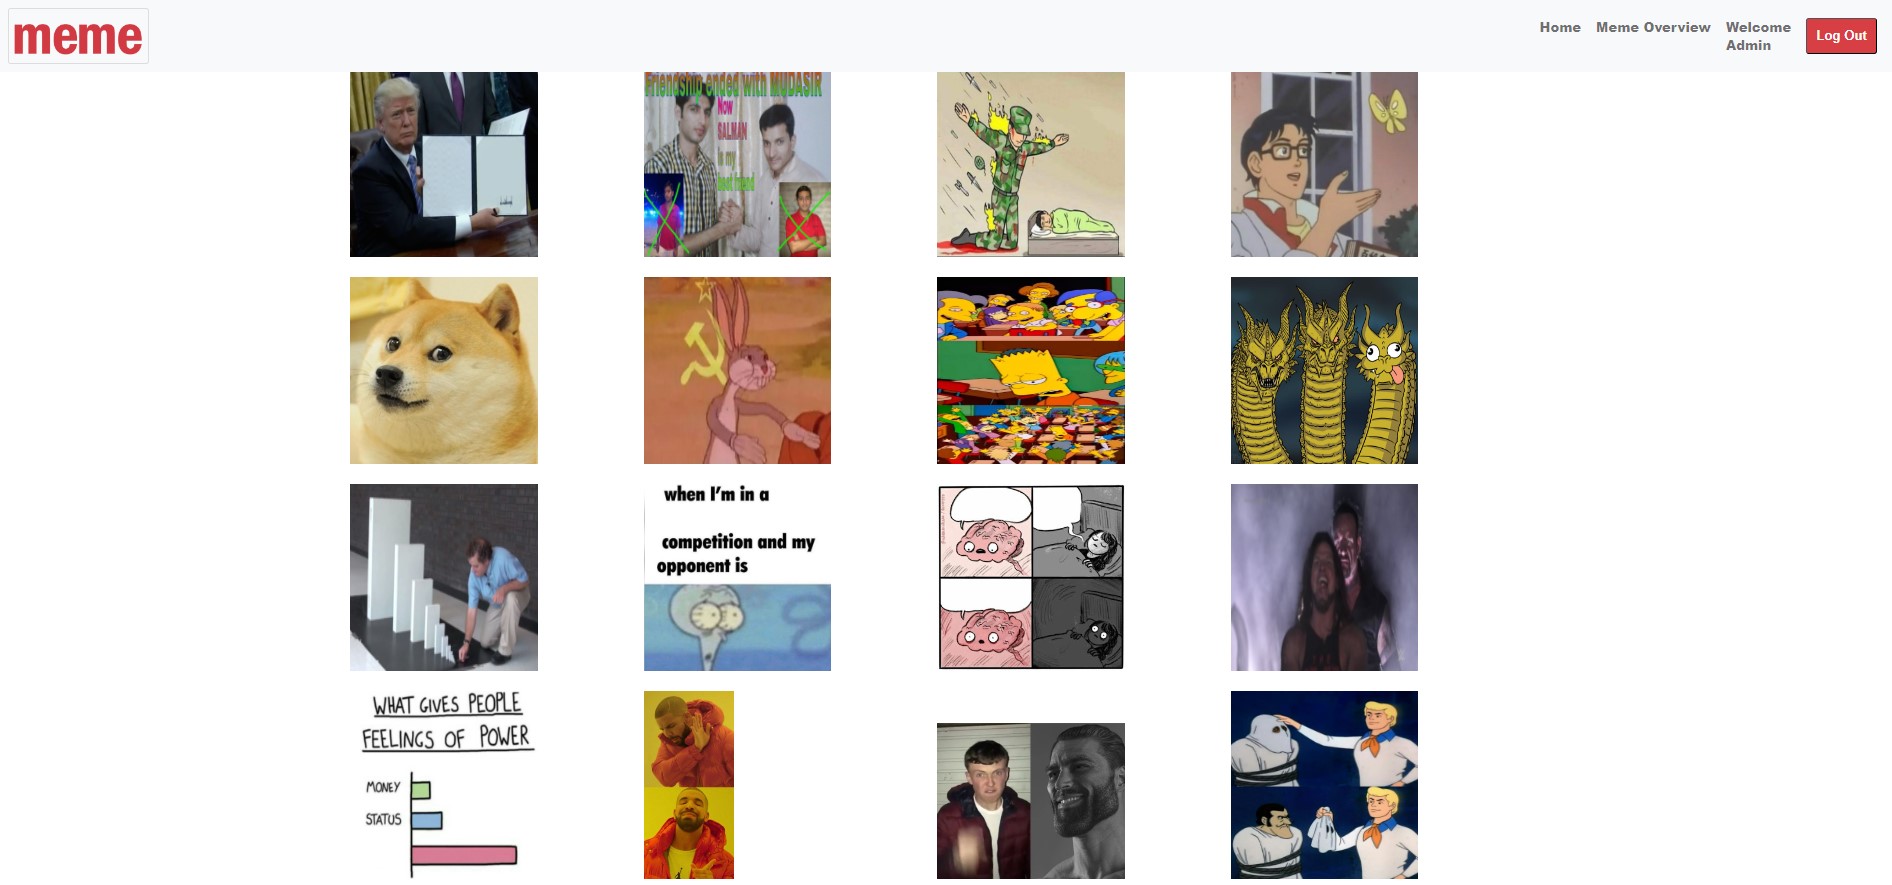 meme
Home
Meme Overview
Welcome
Admin
Log Out
Friendship ended with MUDASIR
Now
SALMAN
is my
best friend
when I'm in a
competition and my
opponent is
WHAT GIVES PEOPLE
FEELINGS OF POWER
MONEY
STATUS